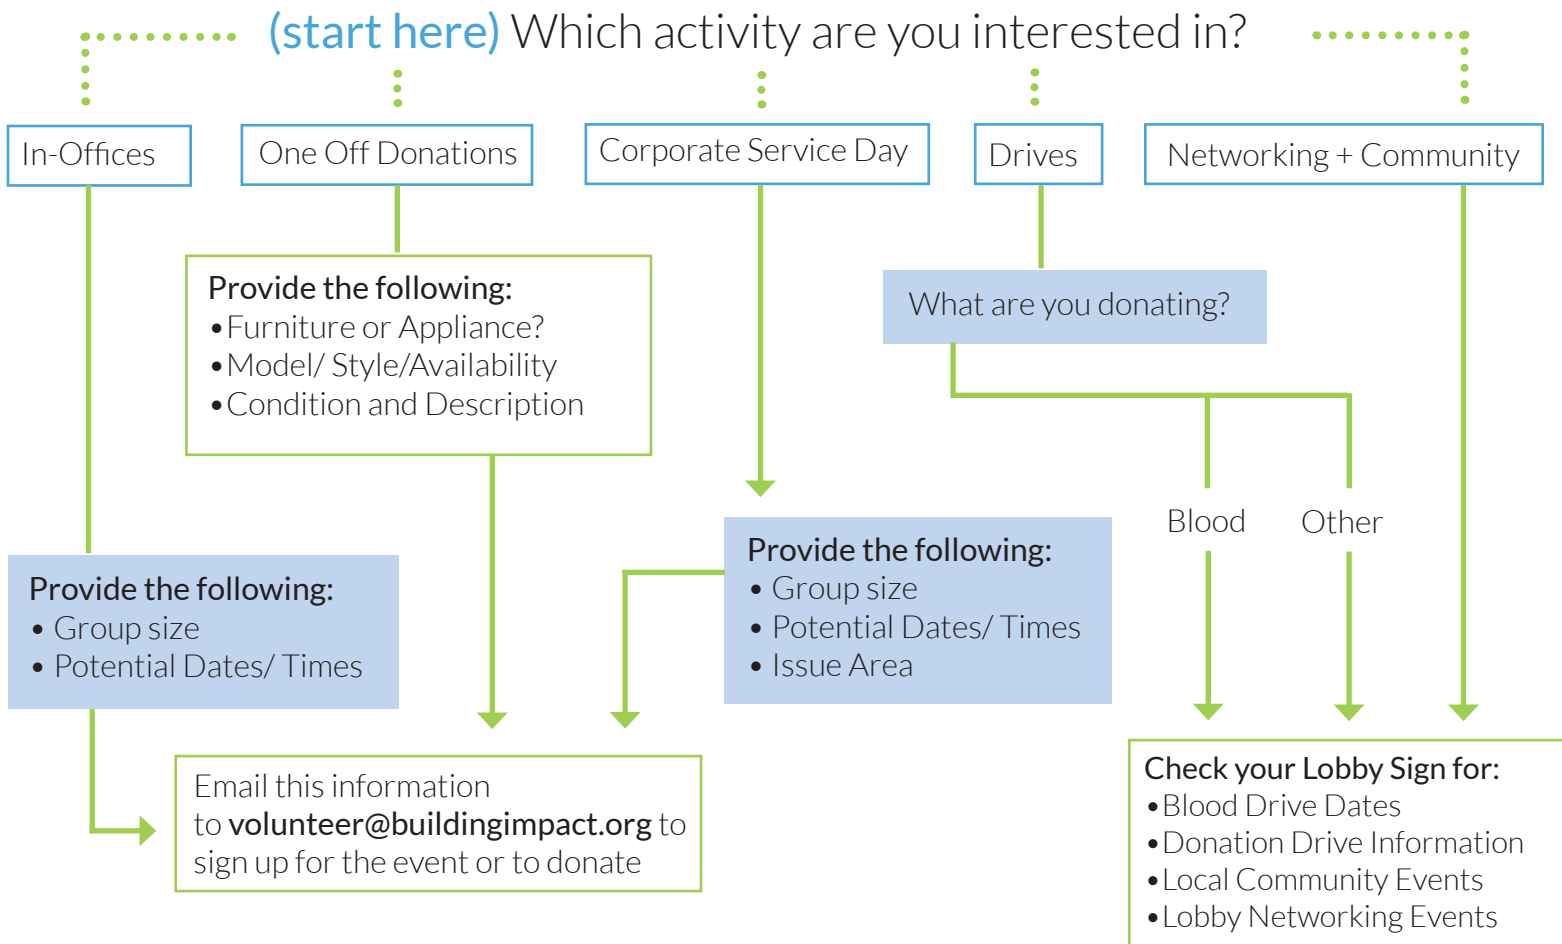 (start here) Which activity are you interested in?
In-Offices
One Off Donations
Corporate Service Day
Drives
Networking + Community
Provide the following:
•Furniture or Appliance?
•Model/ Style/Availability
•Condition and Description
What are you donating?
Blood
Other
Provide the following:
• Group size
• Potential Dates/ Times
Provide the following:
• Group size
• Potential Dates/ Times
• Issue Area
Email this information
to volunteer@buildingimpact.org to
sign up for the event or to donate
Check your Lobby Sign for:
•Blood Drive Dates
•Donation Drive Information
•Local Community Events
•Lobby Networking Events